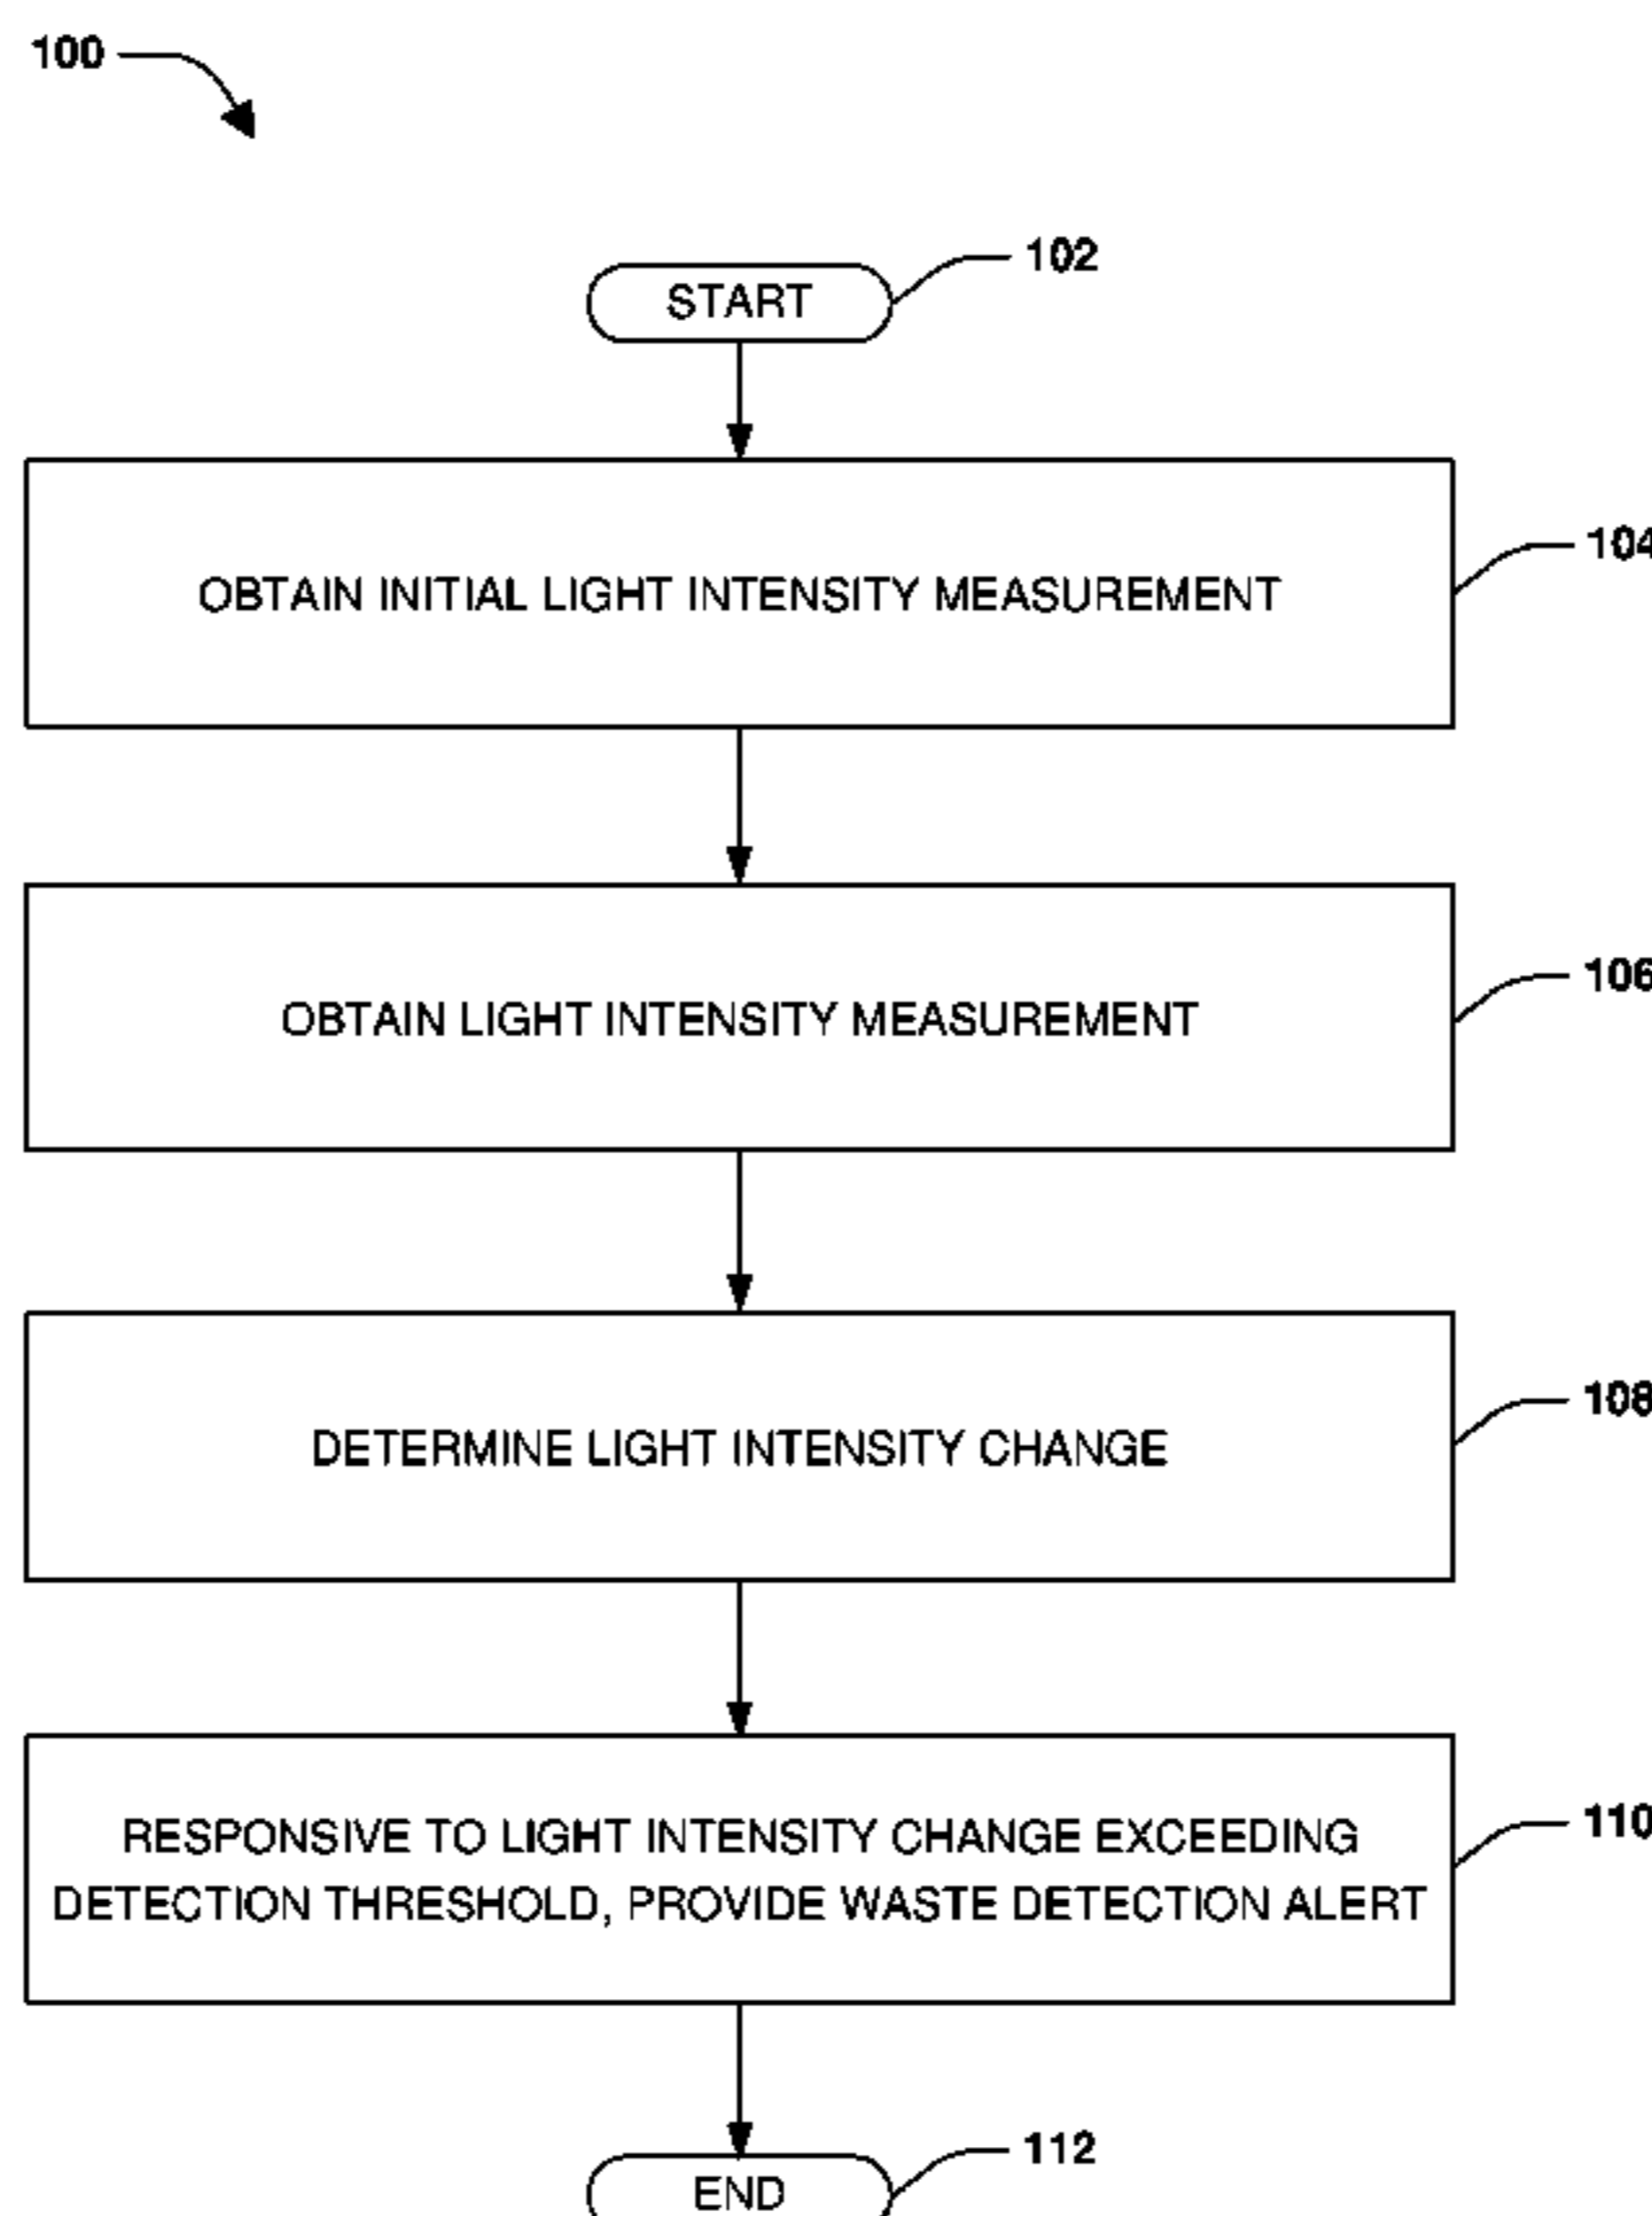 100
START
102
OBTAIN INITIAL LIGHT INTENSITY MEASUREMENT
104
OBTAIN LIGHT INTENSITY MEASUREMENT
106
DETERMINE LIGHT INTENSITY CHANGE
108
RESPONSIVE TO LIGHT INTENSITY CHANGE EXCEEDING
DETECTION THRESHOLD, PROVIDE WASTE DETECTION ALERT
110
END
112